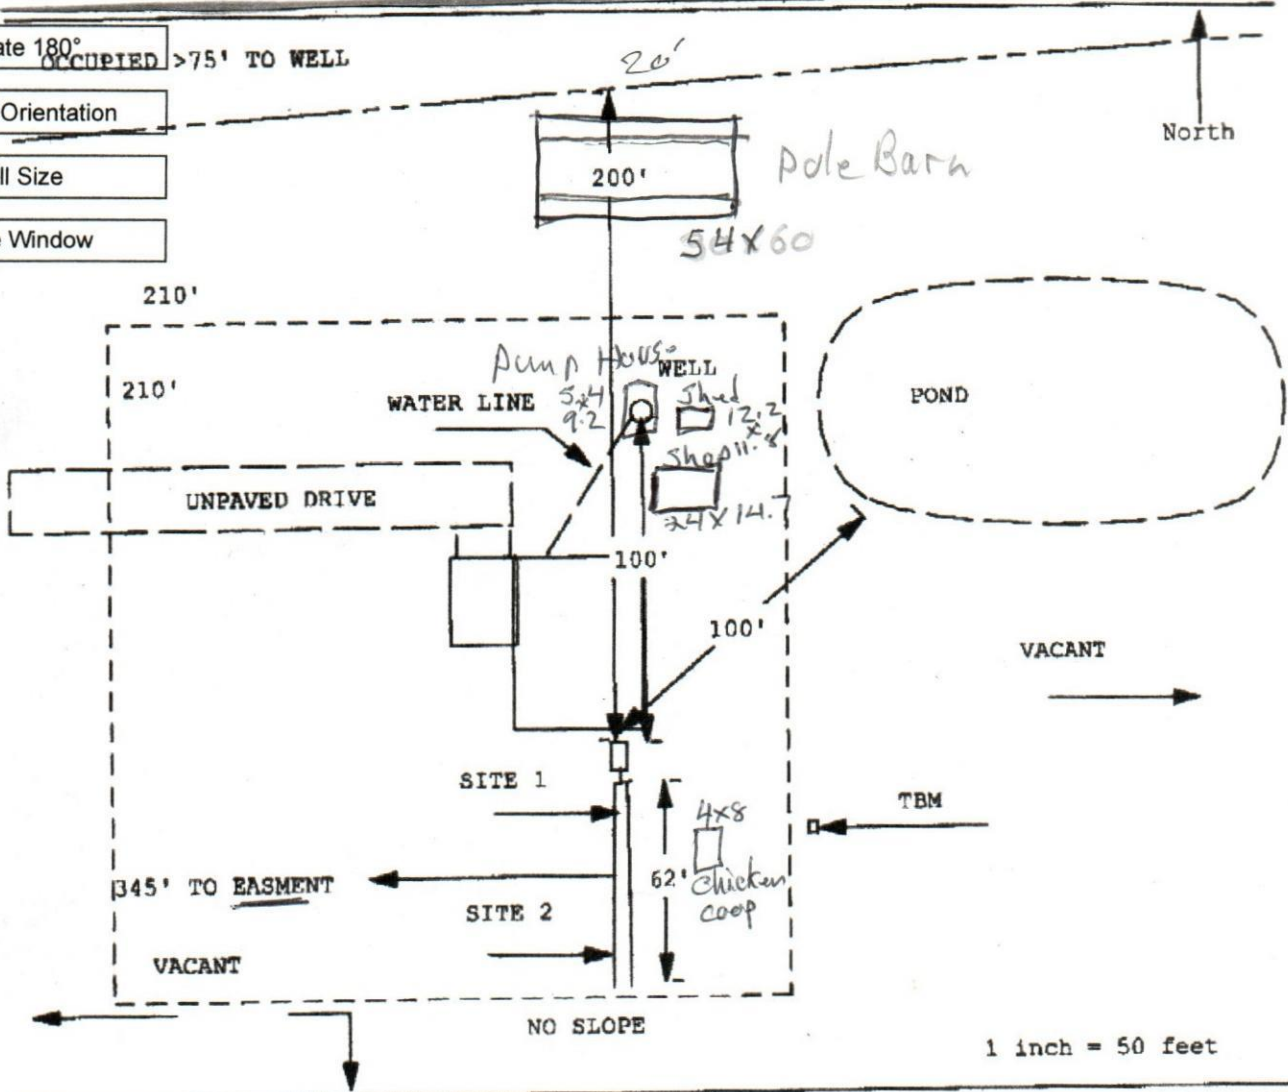 ate 180°
OCCUPIED >75' TO WELL
20'
Orientation
North
ll Size
200'
Pole Barn
Window
54x60
210'
Pump House
WELL
210'
WATER LINE
5.4
x
9.2
Shed
12.2
x
11.8
POND
Shop
UNPAVED DRIVE
24x14.7
100'
100'
VACANT
SITE 1
TBM
4x8
345' TO EASMENT
62'
chicken
coop
SITE 2
VACANT
NO SLOPE
1 inch = 50 feet